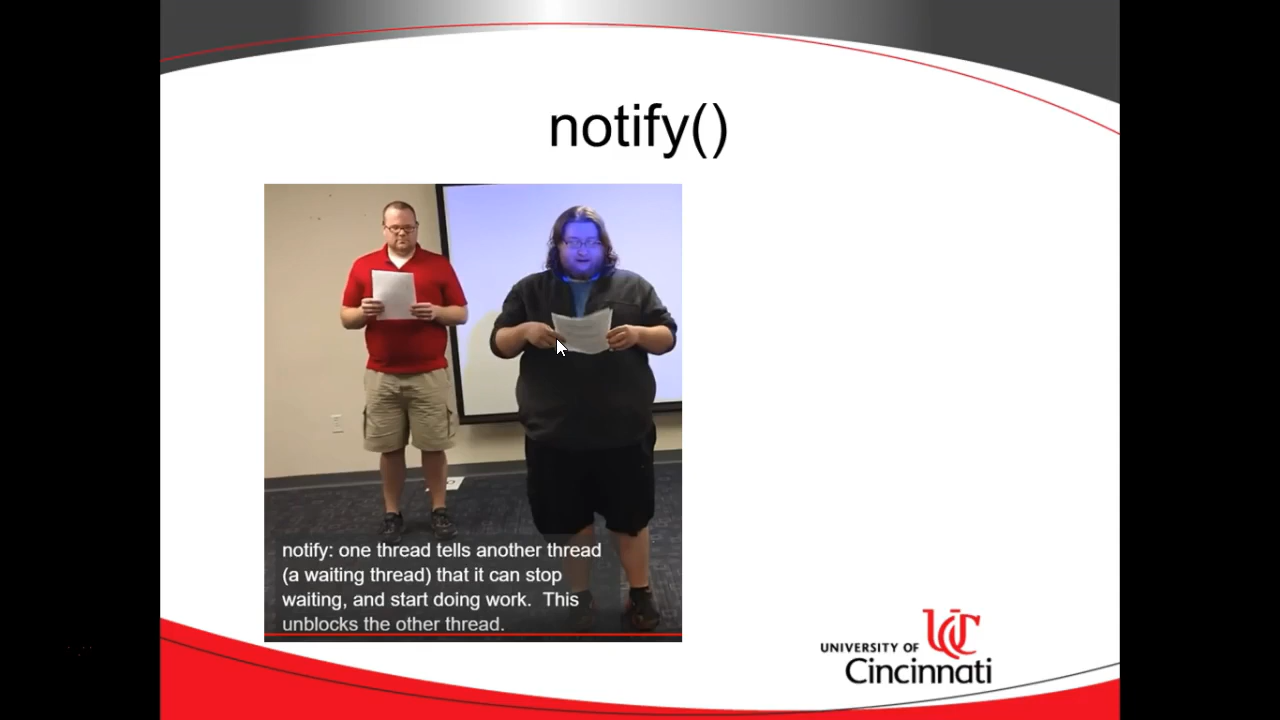 notify()
notify: one thread tells another thread
(a waiting thread) that it can stop
waiting, and start doing work.  This
unblocks the other thread.
UNIVERSITY OF
Cincinnati
UC